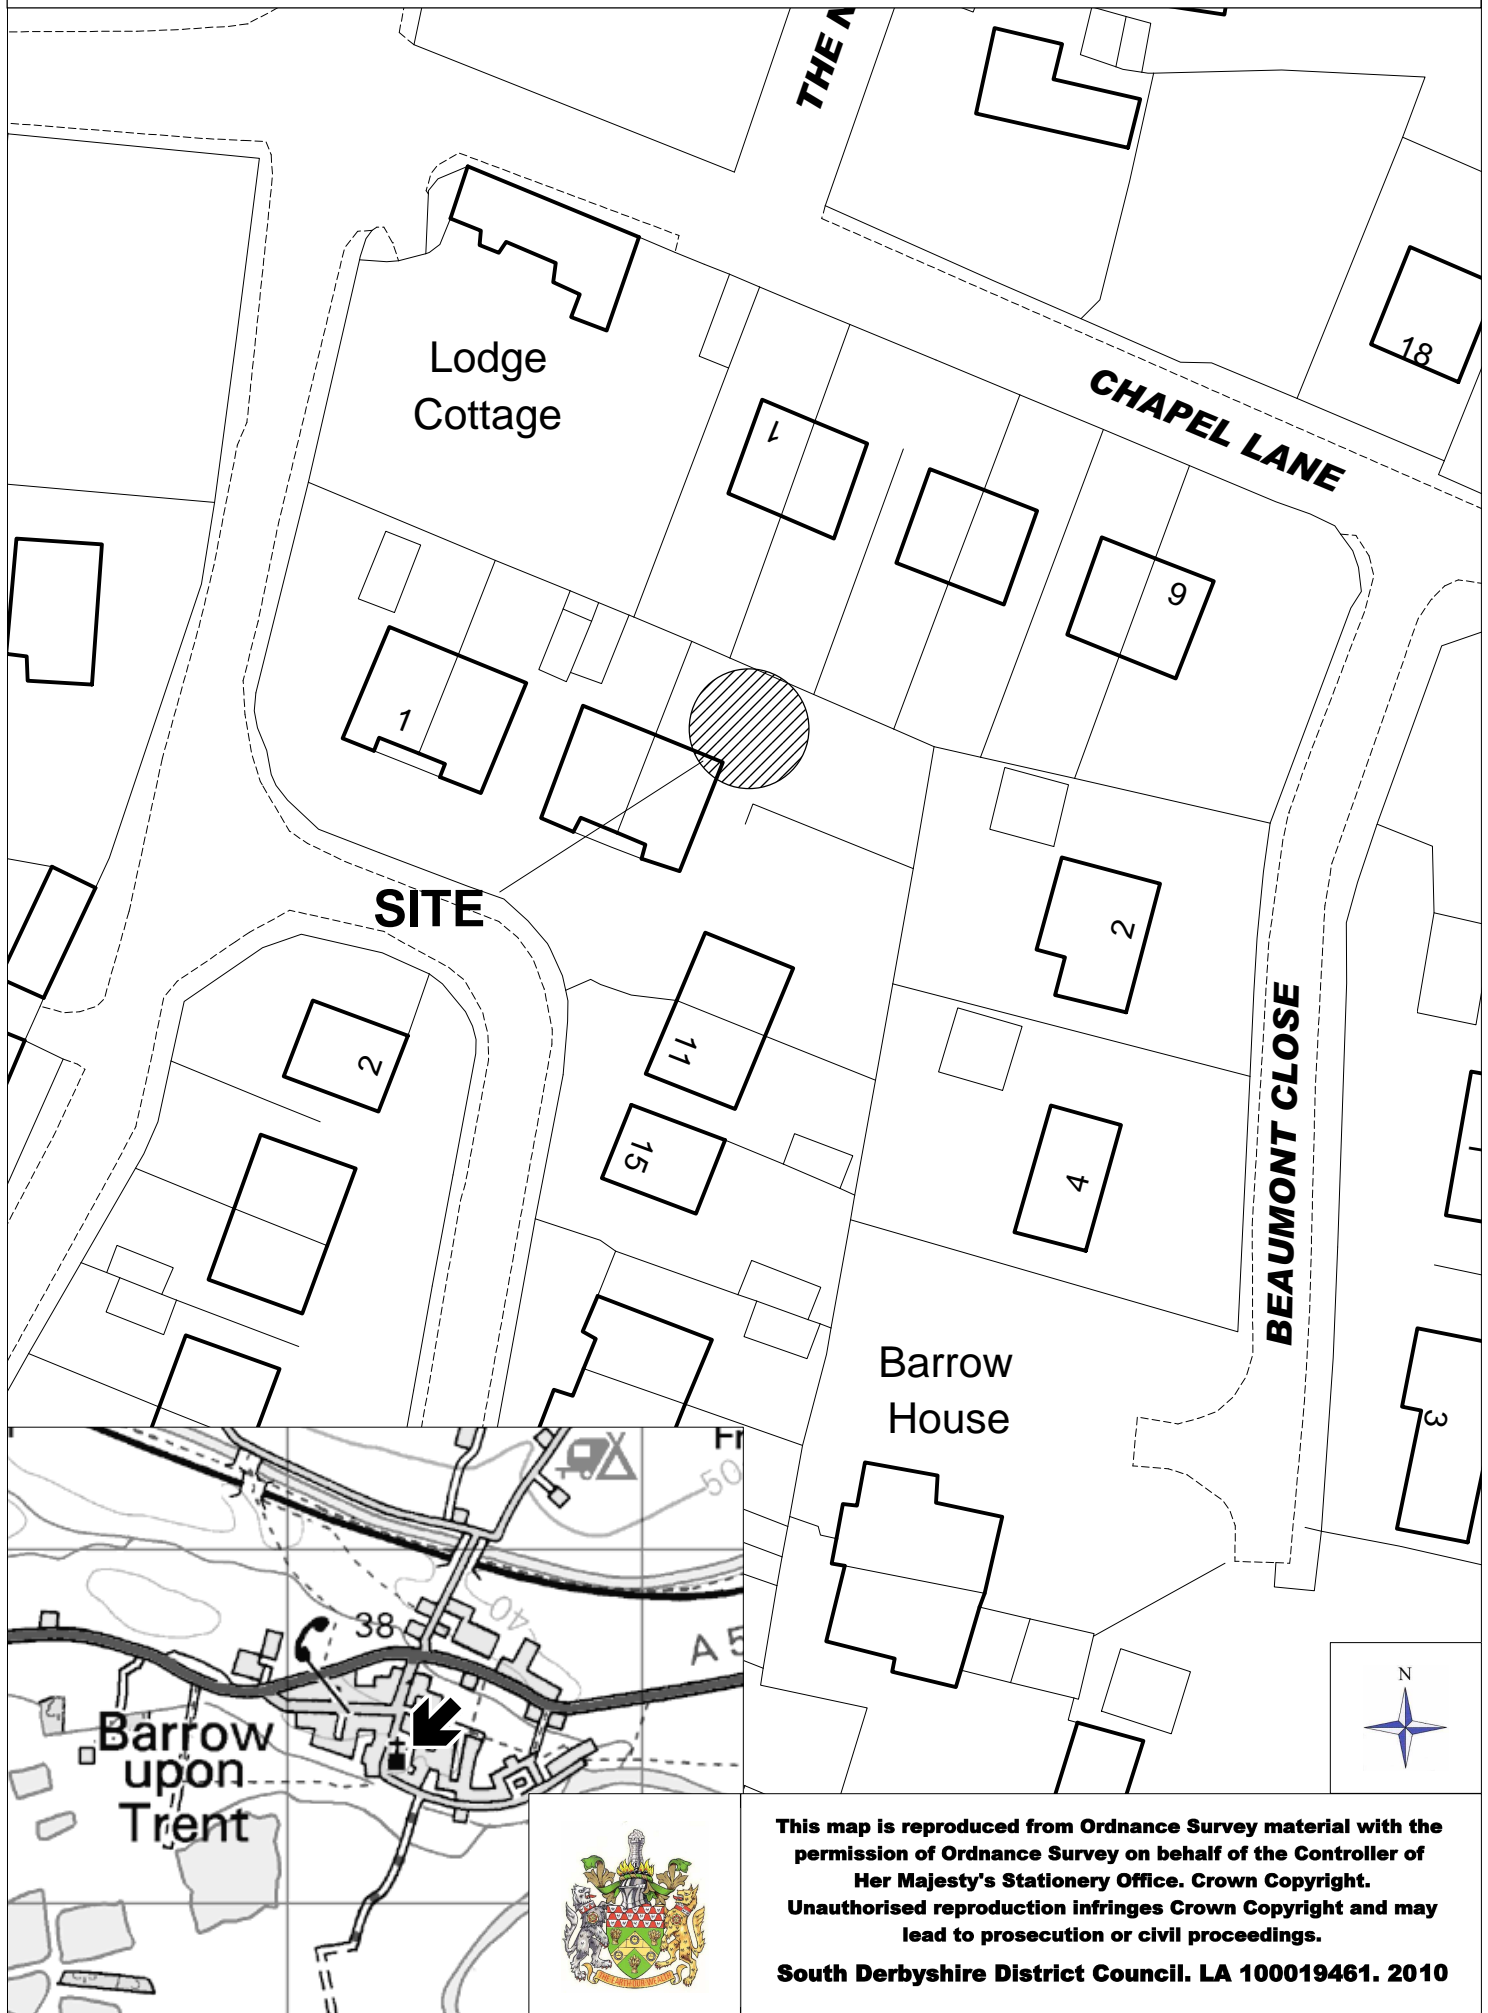 THE
18
Lodge
Cottage
CHAPEL LANE
1
9
1
SITE
2
2
11
15
4
BEAUMONT CLOSE
Barrow
House
3
Fr
50
40
38
A 5
Barrow
upon
Trent
N
This map is reproduced from Ordnance Survey material with the
permission of Ordnance Survey on behalf of the Controller of
Her Majesty's Stationery Office. Crown Copyright.
Unauthorised reproduction infringes Crown Copyright and may
lead to prosecution or civil proceedings.
South Derbyshire District Council. LA 100019461. 2010